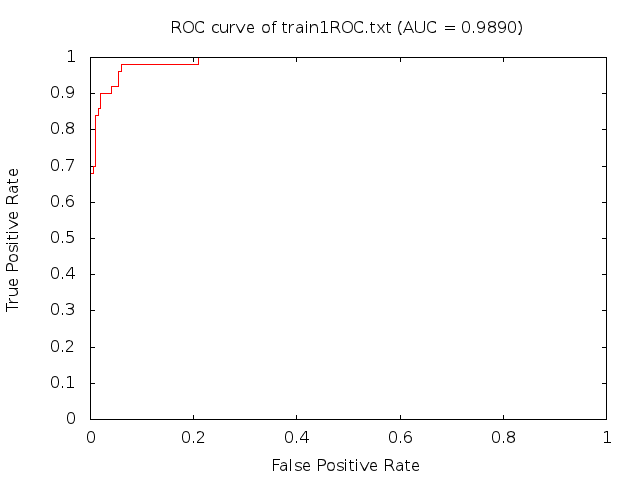 ROC curve of train1ROC.txt (AUC = 0.9890)
1
0.9
0.8
0.7
0.6
0.5
0.4
0.3
0.2
0.1
0
True Positive Rate
0 0.2 0.4 0.6 0.8 1
False Positive Rate